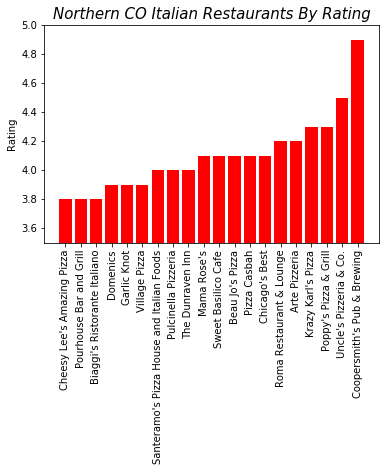 Northern CO Italian Restaurants By Rating
5.0
4.8
4.6
4.4
4.2
4.0
3.8
3.6
Rating
Cheesy Lee's Amazing Pizza
Pourhouse Bar and Grill
Biaggi's Ristorante Italiano
Domenics
Garlic Knot
Village Pizza
Santeramo's Pizza House and Italian Foods
Pulcinella Pizzeria
The Dunraven Inn
Mama Rose's
Sweet Basilico Cafe
Beau Jo's Pizza
Pizza Casbah
Chicago's Best
Roma Restaurant & Lounge
Arte Pizzeria
Krazy Karl's Pizza
Poppy's Pizza & Grill
Uncle's Pizzeria & Co.
Coopersmith's Pub & Brewing